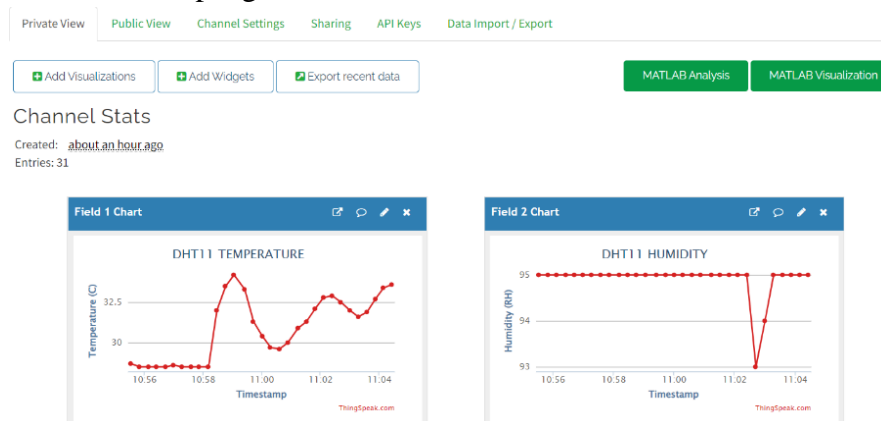 Private View Public View Channel Settings Sharing API Keys Data Import / Export
Add Visualizations Add Widgets Export recent data MATLAB Analysis MATLAB Visualization
Channel Stats
Created: about an hour ago
Entries: 31
Field 1 Chart
DHT11 TEMPERATURE
Temperature (C)
32.5
30
10:56 10:58 11:00 11:02 11:04
Timestamp
ThingSpeak.com
Field 2 Chart
DHT11 HUMIDITY
Humidity (RH)
95
94
93
10:56 10:58 11:00 11:02 11:04
Timestamp
ThingSpeak.com